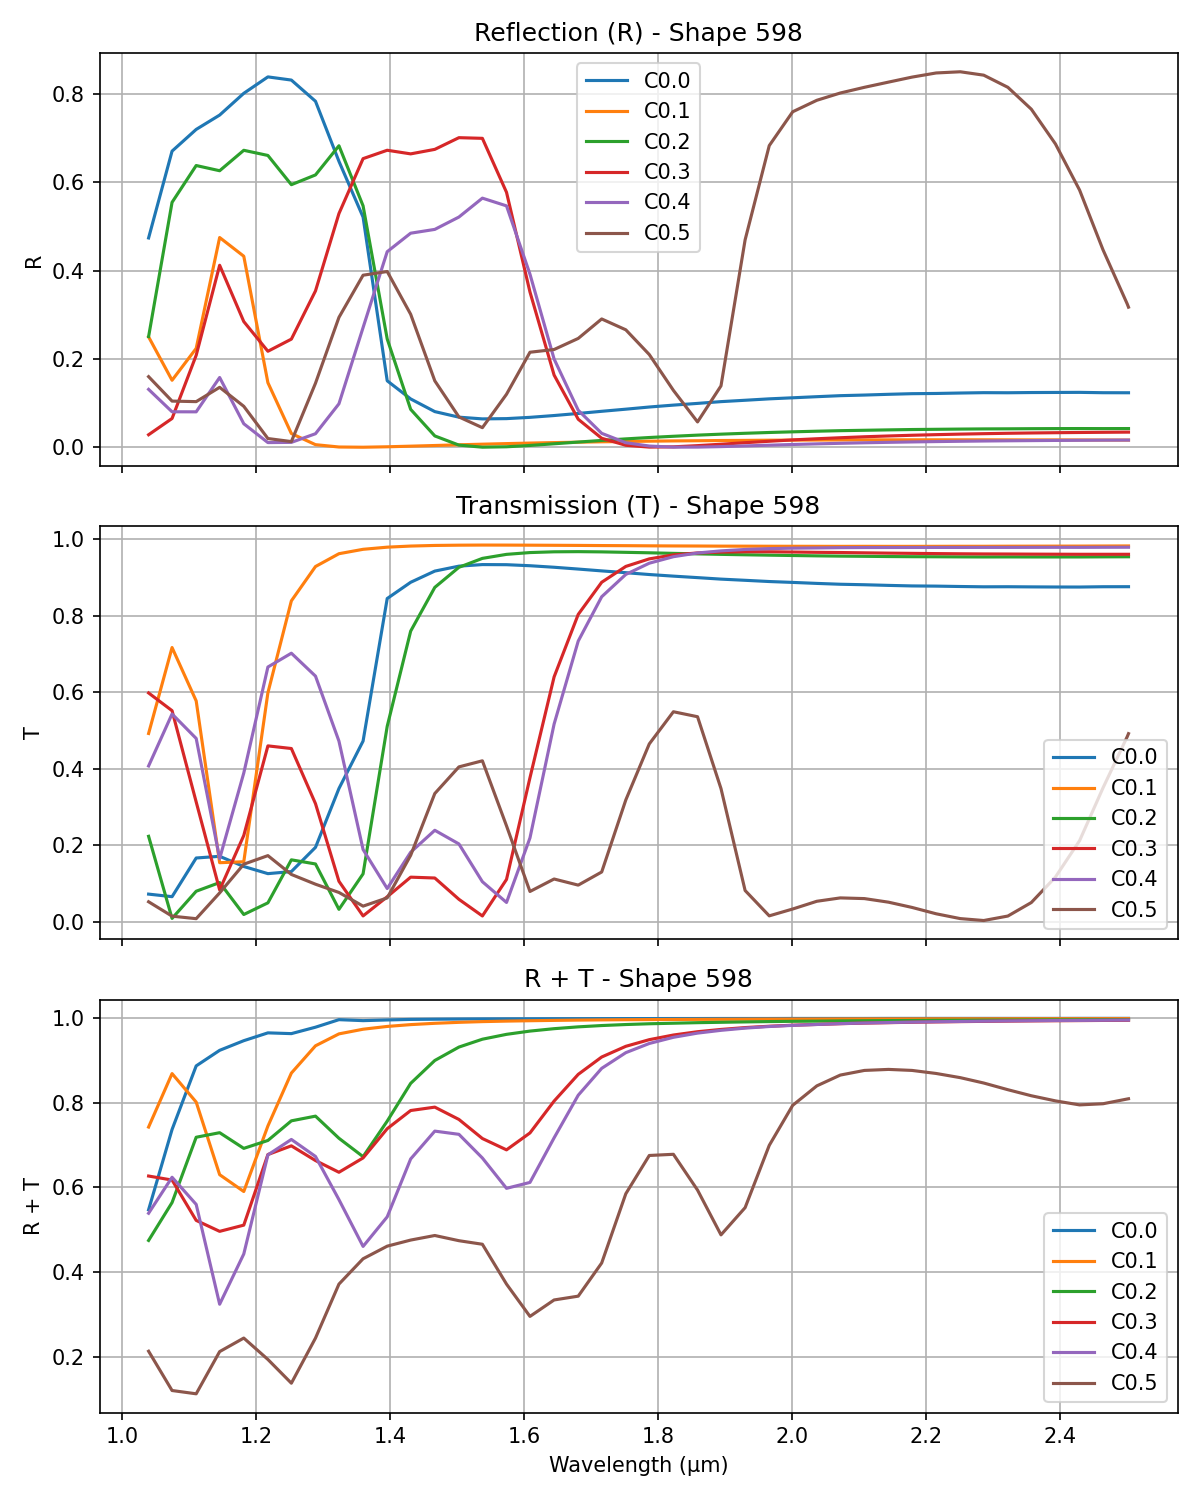 Reflection (R) - Shape 598
0.8
0.6
0.4
0.2
0.0
R
C0.0
C0.1
C0.2
C0.3
C0.4
C0.5
Transmission (T) - Shape 598
1.0
0.8
0.6
0.4
0.2
0.0
T
C0.0
C0.1
C0.2
C0.3
C0.4
C0.5
R + T - Shape 598
1.0
0.8
0.6
0.4
0.2
R + T
C0.0
C0.1
C0.2
C0.3
C0.4
C0.5
1.0 1.2 1.4 1.6 1.8 2.0 2.2 2.4
Wavelength (μm)